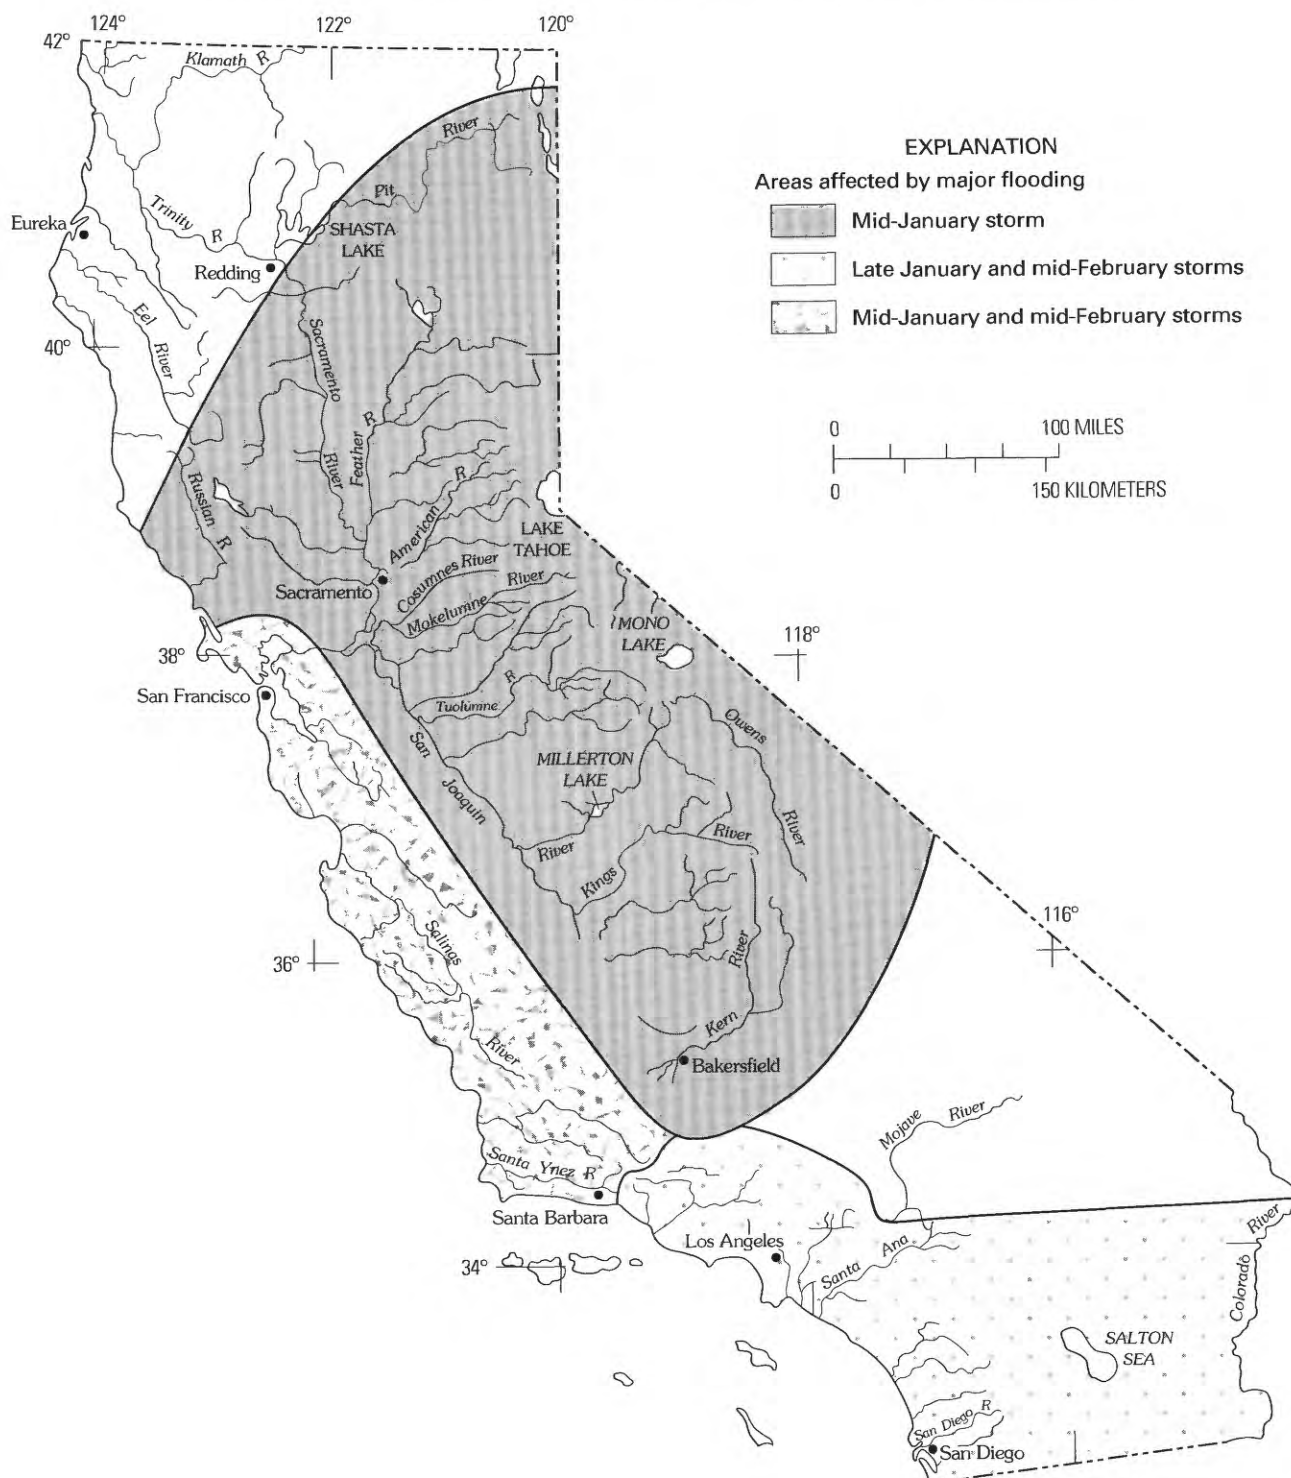 124°
122°
120°
42°
Klamath R
River
Pit
EXPLANATION
Areas affected by major flooding
Mid-January storm
Late January and mid-February storms
Mid-January and mid-February storms
Eureka
Trinity R
SHASTA
LAKE
Redding
Eel
River
Sacramento
River
40°
Feather R
0 100 MILES
0 150 KILOMETERS
Russian R
American R
LAKE
TAHOE
Sacramento
Cosumnes River
Mokelumne River
MONO
LAKE
118°
38°
San Francisco
Tuolumne R
Owens
River
San
Joaquin
River
MILLERTON
LAKE
Kings
River
116°
Salinas
River
36°
River
Kern
Bakersfield
Mojave River
Santa Ynez R
Santa Barbara
Los Angeles
Santa Ana
River
Colorado
34°
SALTON
SEA
San Diego R
San Diego